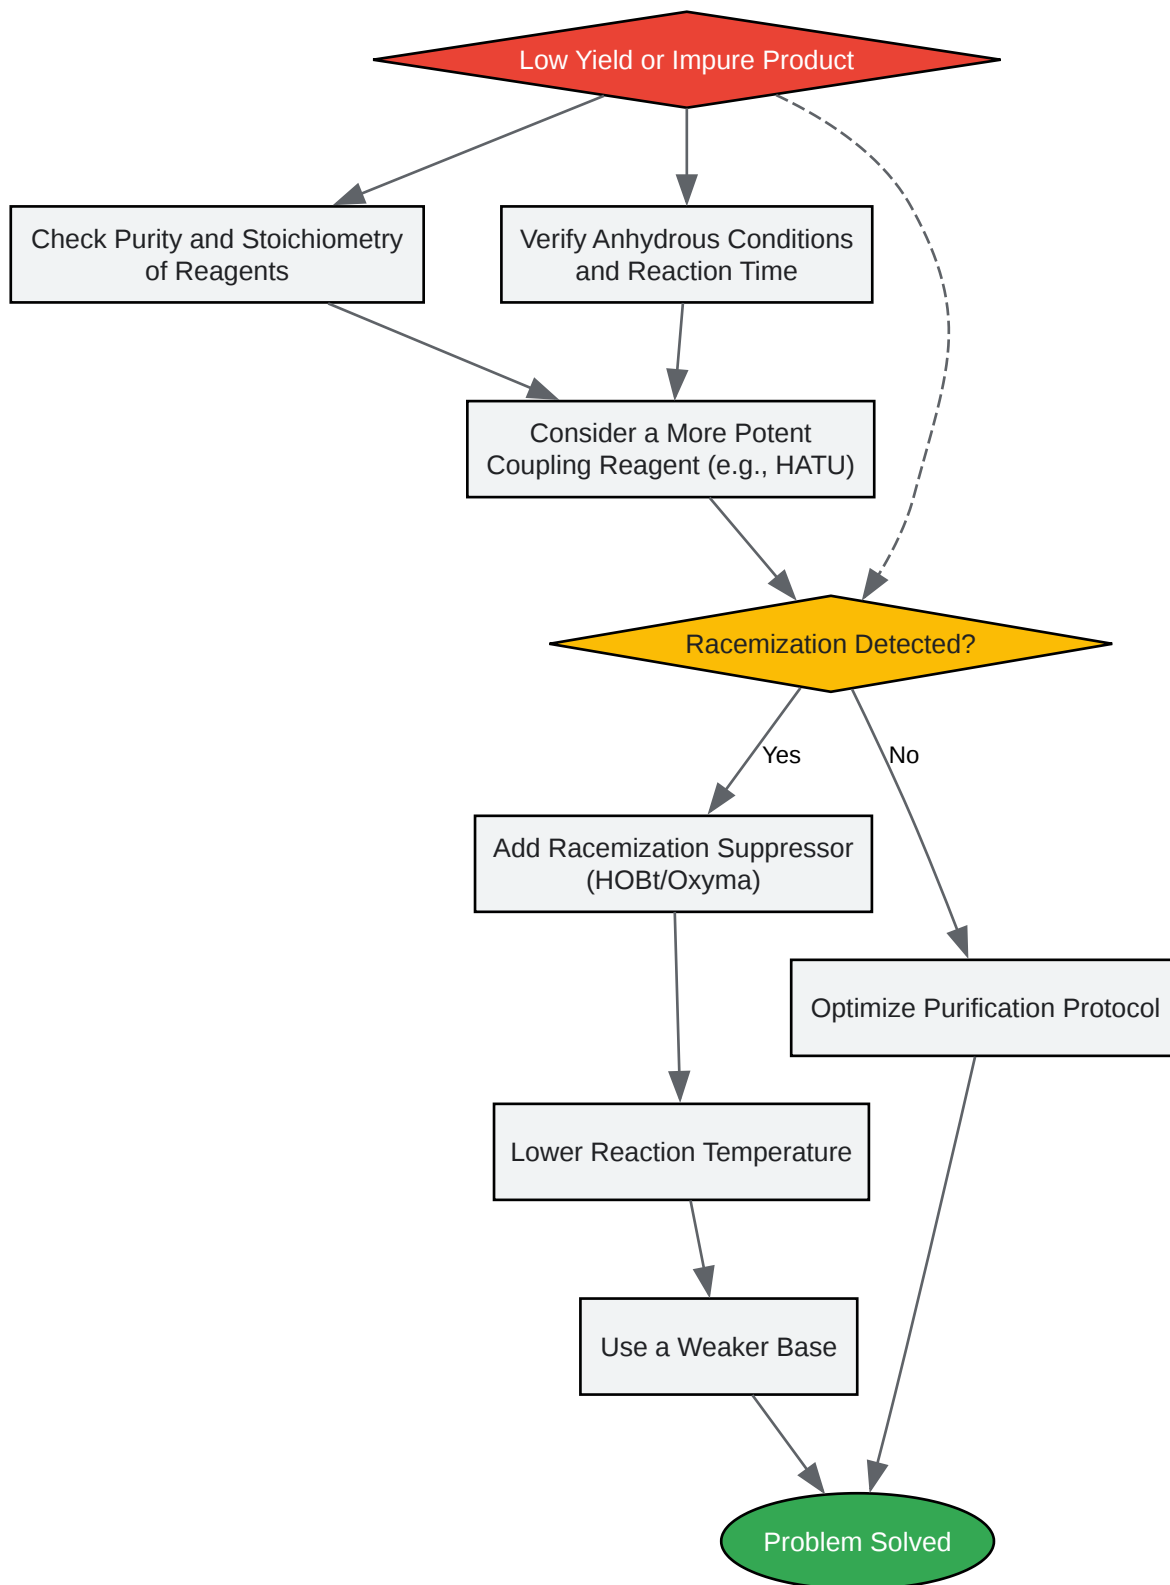 Low Yield or Impure Product
Check Purity and Stoichiometry
of Reagents
Verify Anhydrous Conditions
and Reaction Time
Consider a More Potent
Coupling Reagent (e.g., HATU)
Racemization Detected?
Yes
No
Add Racemization Suppressor
(HOBt/Oxyma)
Optimize Purification Protocol
Lower Reaction Temperature
Use a Weaker Base
Problem Solved